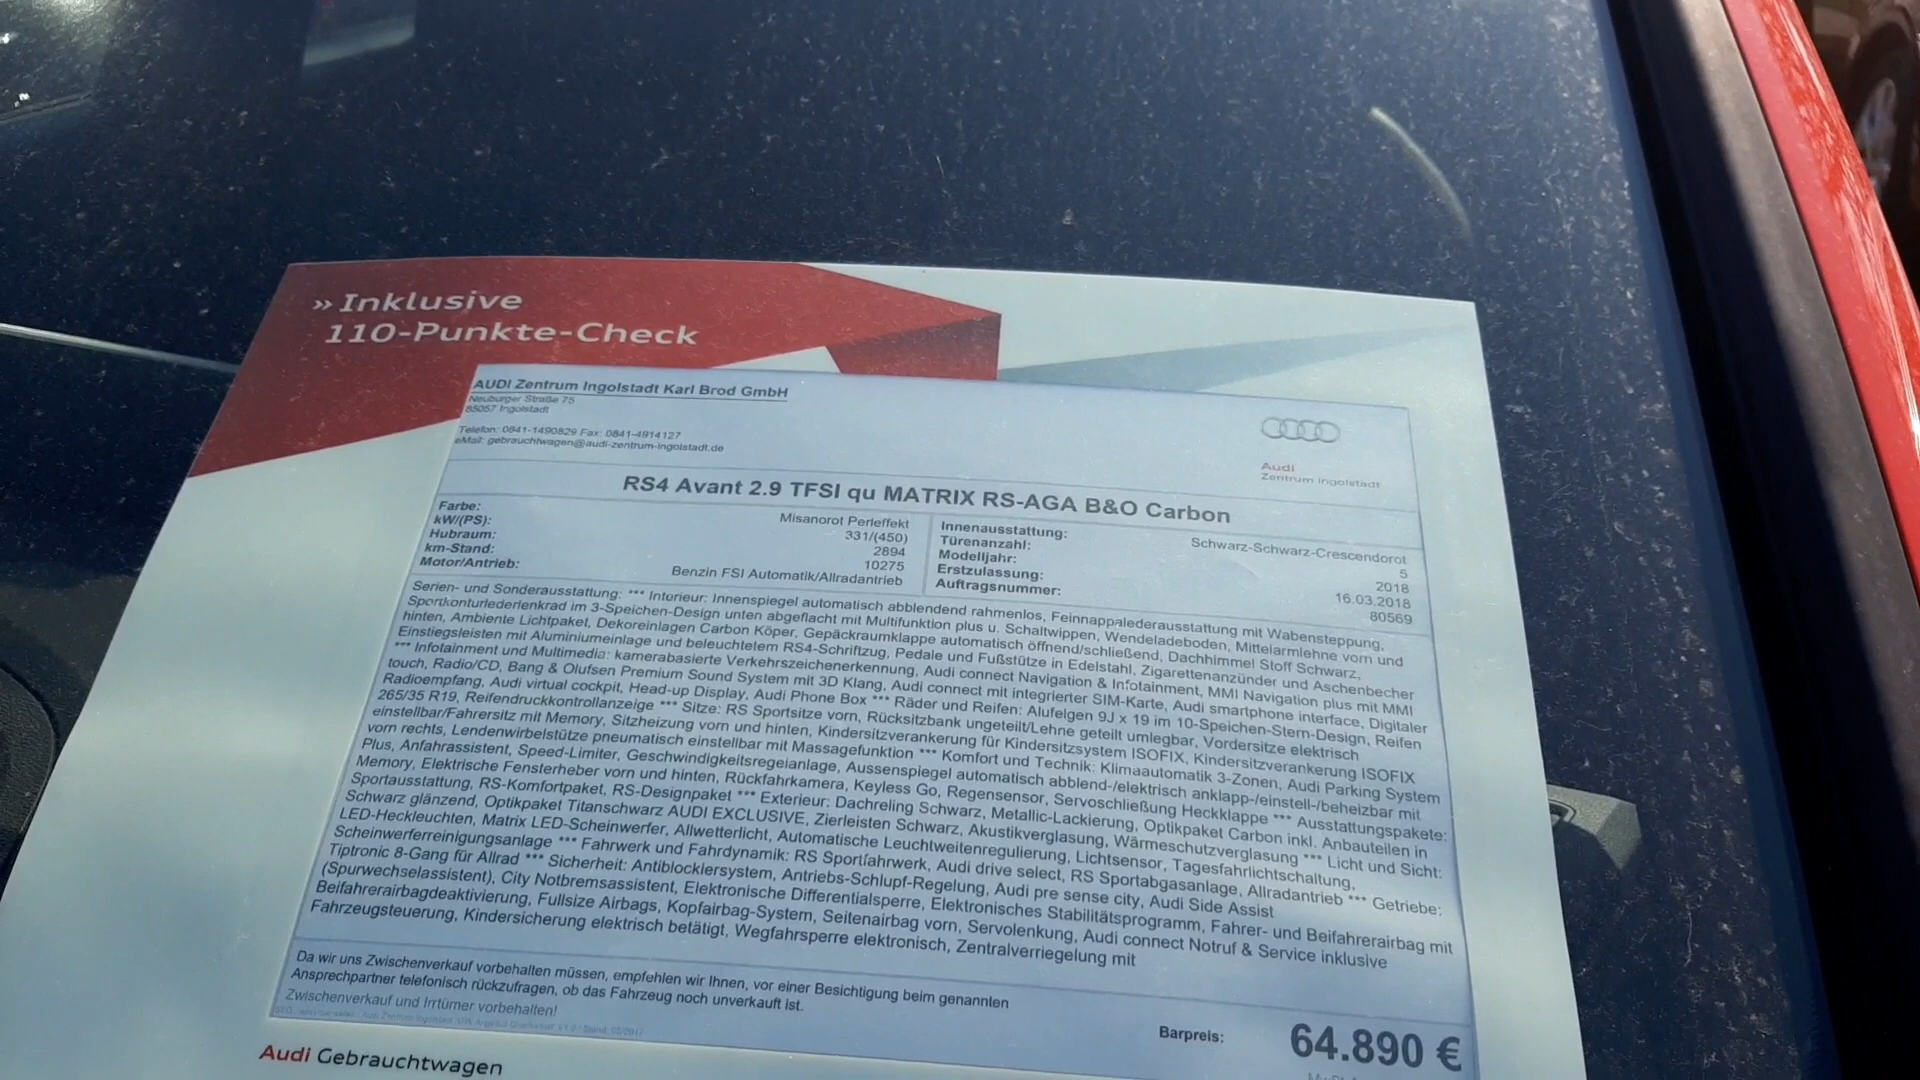 » Inklusive
110-Punkte-Check
AUDI Zentrum Ingolstadt Karl Brod GmbH
Neuburger Straße 75
85057 Ingolstadt
Telefon: 0841-1490829 Fax: 0841-4914127
eMail: gebrauchtwagen@audi-zentrum-ingolstadt.de
Audi
Zentrum Ingolstadt
RS4 Avant 2.9 TFSI qu MATRIX RS-AGA B&O Carbon
Farbe: Misanorot Perleffekt
kW/(PS): 331/(450)
Hubraum: 2894
km-Stand: 10275
Motor/Antrieb: Benzin FSI Automatik/Allradantrieb
Innenausstattung: Schwarz-Schwarz-Crescendorot
Türenanzahl: 5
Modelljahr: 2018
Erstzulassung: 16.03.2018
Auftragsnummer: 80569
Serien- und Sonderausstattung: *** Interieur: Innenspiegel automatisch abblendend rahmenlos, Feinnappalederausstattung mit Wabensteppung,
Sportkonturlederlenkrad im 3-Speichen-Design unten abgeflacht mit Multifunktion plus u. Schaltwippen, Wendeladeboden, Mittelarmlehne vorn und
hinten, Ambiente Lichtpaket, Dekoreinlagen Carbon Köper, Gepäckraumklappe automatisch öffnend/schließend, Dachhimmel Stoff Schwarz,
Einstiegsleisten mit Aluminiumeinlage und beleuchtetem RS4-Schriftzug, Pedale und Fußstütze in Edelstahl, Zigarettenanzünder und Aschenbecher
*** Infotainment und Multimedia: kamerabasierte Verkehrszeichenerkennung, Audi connect Navigation & Infotainment, MMI Navigation plus mit MMI
touch, Radio/CD, Bang & Olufsen Premium Sound System mit 3D Klang, Audi connect mit integrierter SIM-Karte, Audi smartphone interface, Digitaler
Radioempfang, Audi virtual cockpit, Head-up Display, Audi Phone Box *** Räder und Reifen: Alufelgen 9J x 19 im 10-Speichen-Stern-Design, Reifen
265/35 R19, Reifendruckkontrollanzeige *** Sitze: RS Sportsitze vorn, Rücksitzbank ungeteilt/Lehne geteilt umlegbar, Vordersitze elektrisch
einstellbar/Fahrersitz mit Memory, Sitzheizung vorn und hinten, Kindersitzverankerung für Kindersitzsystem ISOFIX, Kindersitzverankerung ISOFIX
vorn rechts, Lendenwirbelstütze pneumatisch einstellbar mit Massagefunktion *** Komfort und Technik: Klimaautomatik 3-Zonen, Audi Parking System
Plus, Anfahrassistent, Speed-Limiter, Geschwindigkeitsregeianlage, Aussenspiegel automatisch abblend-/elektrisch anklapp-/einstell-/beheizbar mit
Memory, Elektrische Fensterheber vorn und hinten, Rückfahrkamera, Keyless Go, Regensensor, Servoschließung Heckklappe *** Ausstattungspakete:
Sportausstattung, RS-Komfortpaket, RS-Designpaket *** Exterieur: Dachreling Schwarz, Metallic-Lackierung, Optikpaket Carbon inkl. Anbauteilen in
Schwarz glänzend, Optikpaket Titanschwarz AUDI EXCLUSIVE, Zierleisten Schwarz, Akustikverglasung, Wärmeschutzverglasung *** Licht und Sicht:
LED-Heckleuchten, Matrix LED-Scheinwerfer, Allwetterlicht, Automatische Leuchtweitenregulierung, Lichtsensor, Tagesfahrlichtschaltung,
Scheinwerferreinigungsanlage *** Fahrwerk und Fahrdynamik: RS Sportfahrwerk, Audi drive select, RS Sportabgasanlage, Allradantrieb *** Getriebe:
Tiptronic 8-Gang für Allrad *** Sicherheit: Antiblockiersystem, Antriebs-Schlupf-Regelung, Audi pre sense city, Audi Side Assist
(Spurwechselassistent), City Notbremsassistent, Elektronische Differentialsperre, Elektronisches Stabilitätsprogramm, Fahrer- und Beifahrerairbag mit
Beifahrerairbagdeaktivierung, Fullsize Airbags, Kopfairbag-System, Seitenairbag vorn, Servolenkung, Audi connect Notruf & Service inklusive
Fahrzeugsteuerung, Kindersicherung elektrisch betätigt, Wegfahrsperre elektronisch, Zentralverriegelung mit
Da wir uns Zwischenverkauf vorbehalten müssen, empfehlen wir Ihnen, vor einer Besichtigung beim genannten
Ansprechpartner telefonisch rückzufragen, ob das Fahrzeug noch unverkauft ist.
Zwischenverkauf und Irrtümer vorbehalten!
Barpreis: 64.890 €
Audi Gebrauchtwagen